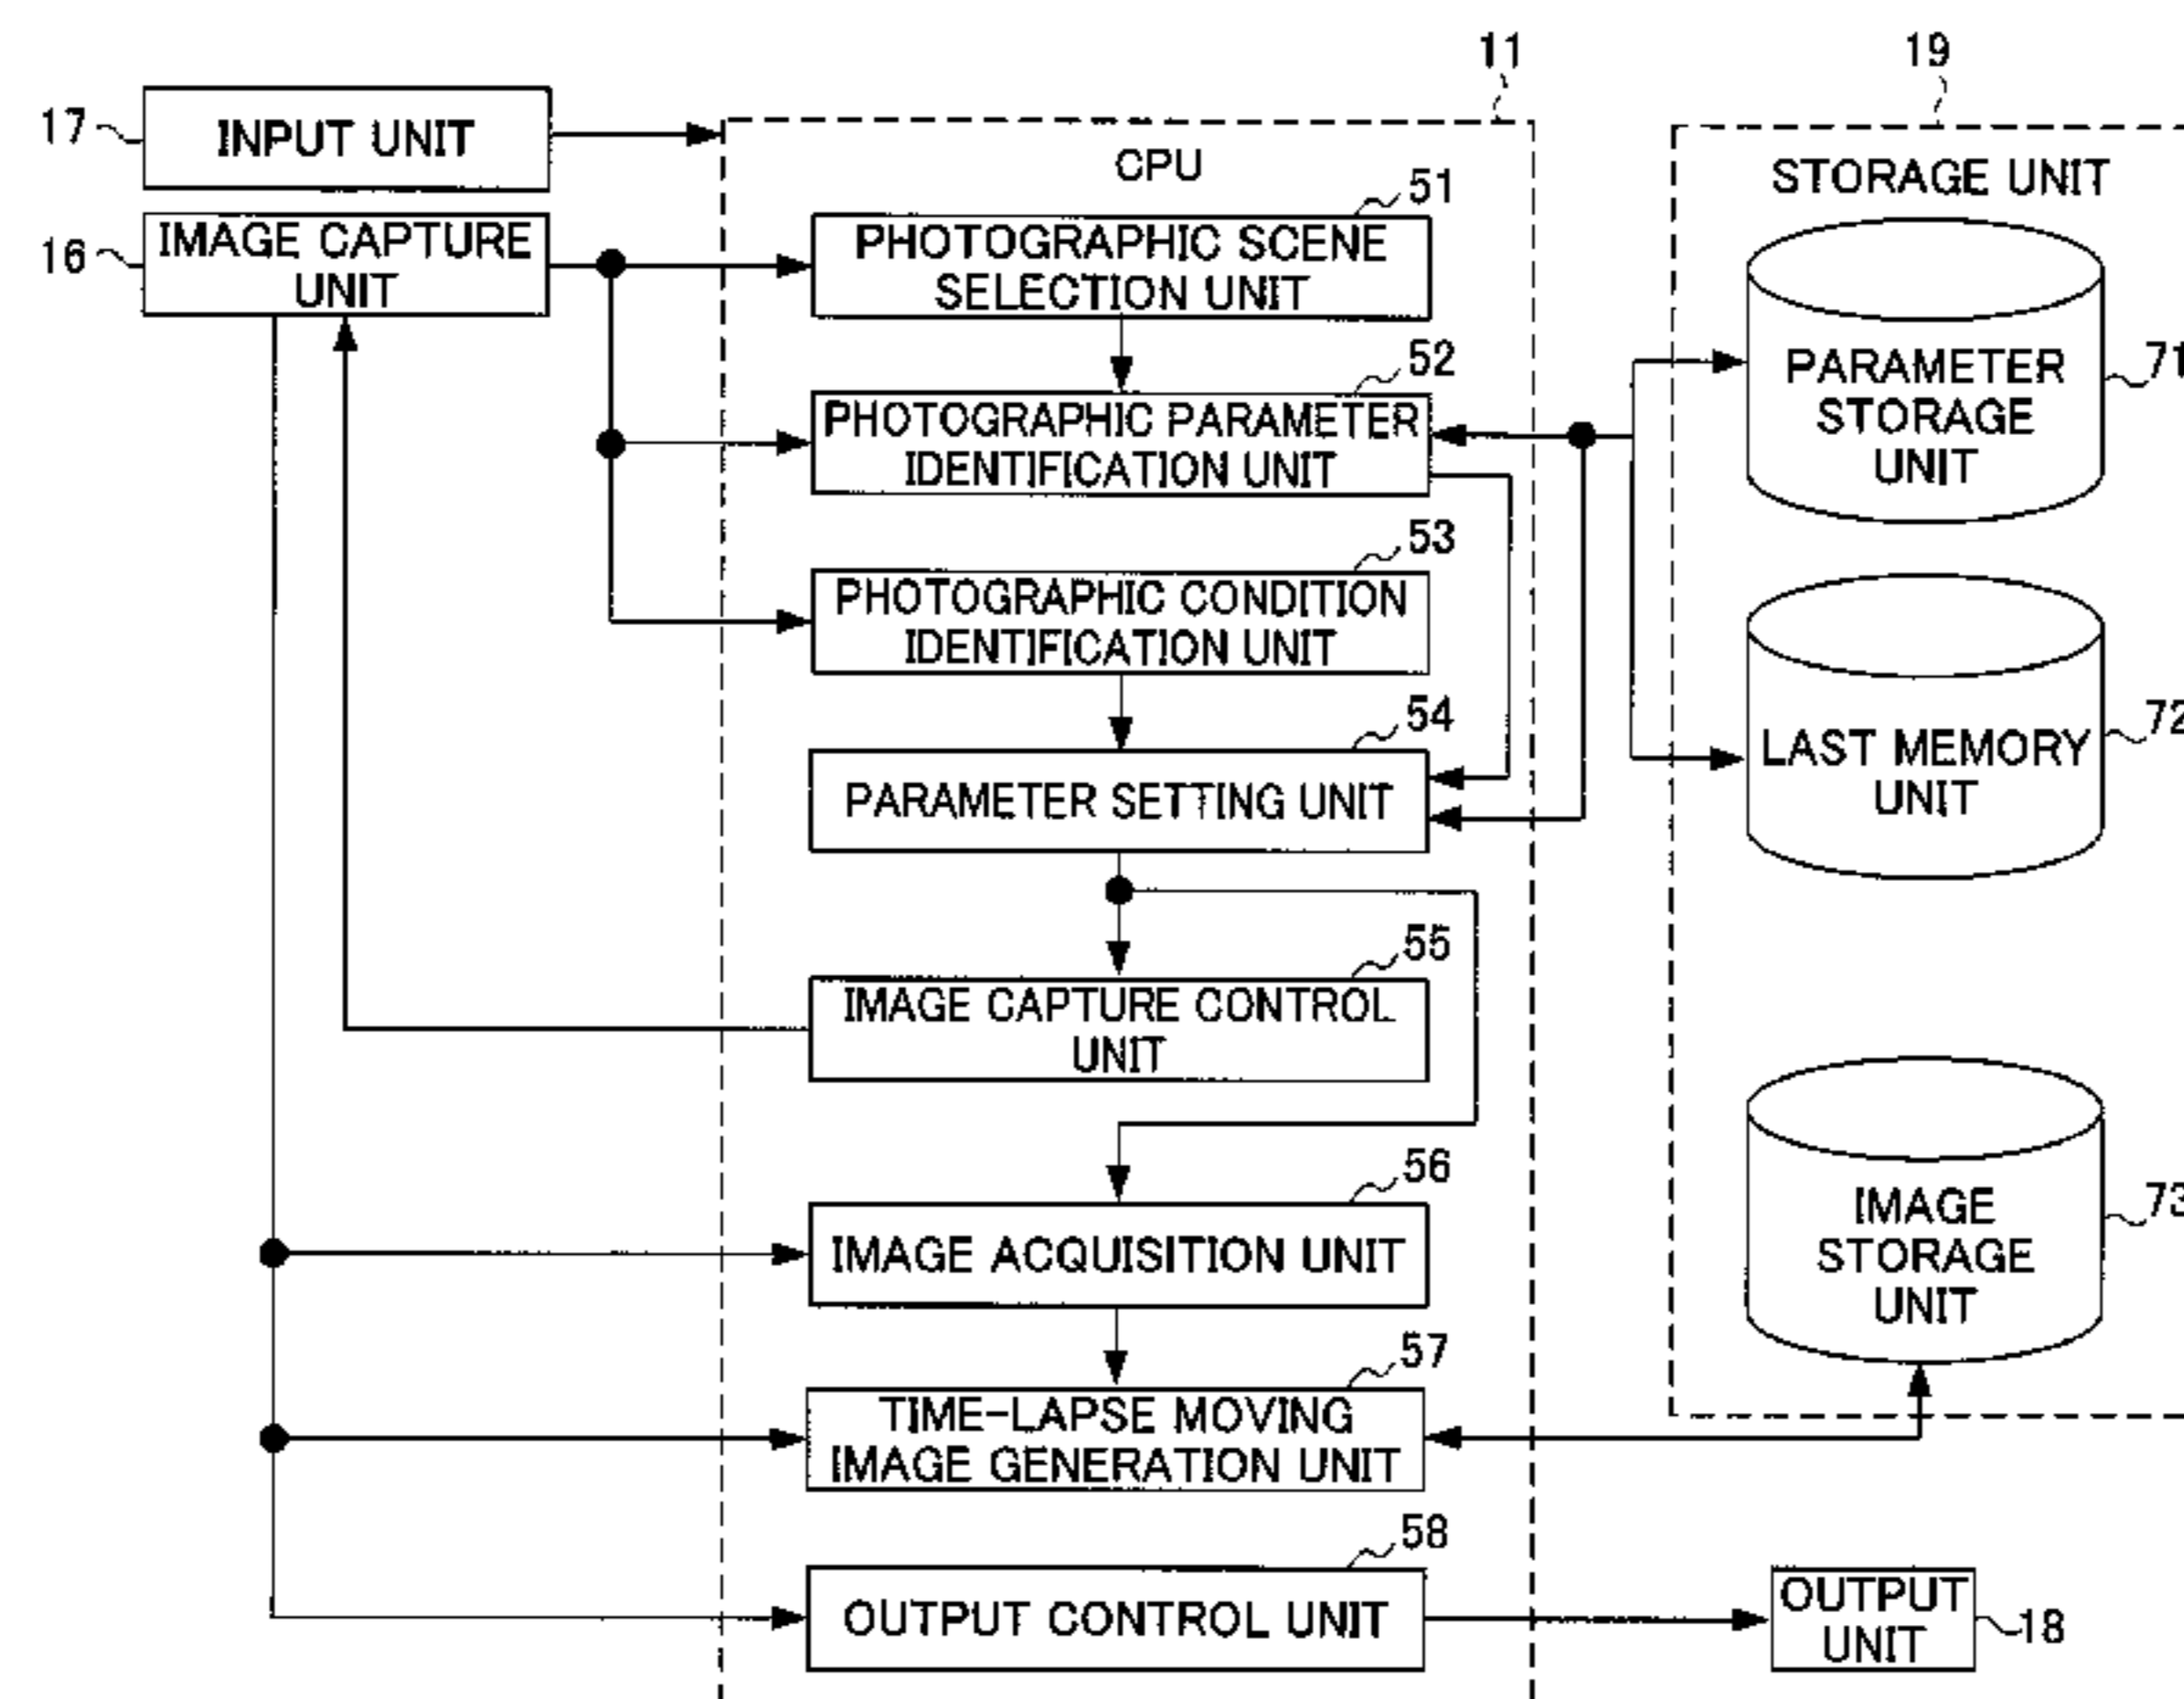 11
19
17
INPUT UNIT
CPU
STORAGE UNIT
16
IMAGE CAPTURE
UNIT
51
PHOTOGRAPHIC SCENE
SELECTION UNIT
52
PHOTOGRAPHIC PARAMETER
IDENTIFICATION UNIT
PARAMETER
STORAGE
UNIT
71
53
PHOTOGRAPHIC CONDITION
IDENTIFICATION UNIT
54
PARAMETER SETTING UNIT
LAST MEMORY
UNIT
72
55
IMAGE CAPTURE CONTROL
UNIT
56
IMAGE ACQUISITION UNIT
IMAGE
STORAGE
UNIT
73
57
TIME-LAPSE MOVING
IMAGE GENERATION UNIT
58
OUTPUT CONTROL UNIT
OUTPUT
UNIT
18